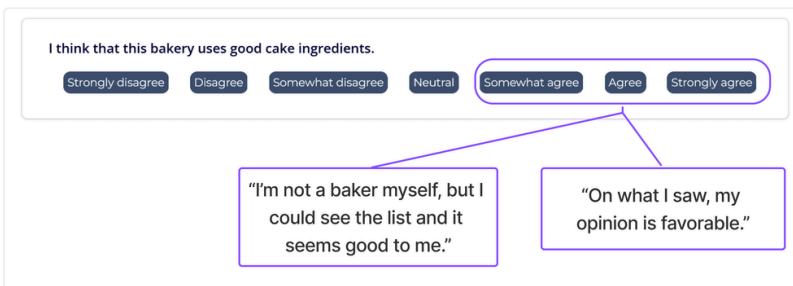 I think that this bakery uses good cake ingredients.
Strongly disagree Disagree Somewhat disagree Neutral Somewhat agree Agree Strongly agree
“I’m not a baker myself, but I
could see the list and it
seems good to me.”
“On what I saw, my
opinion is favorable.”